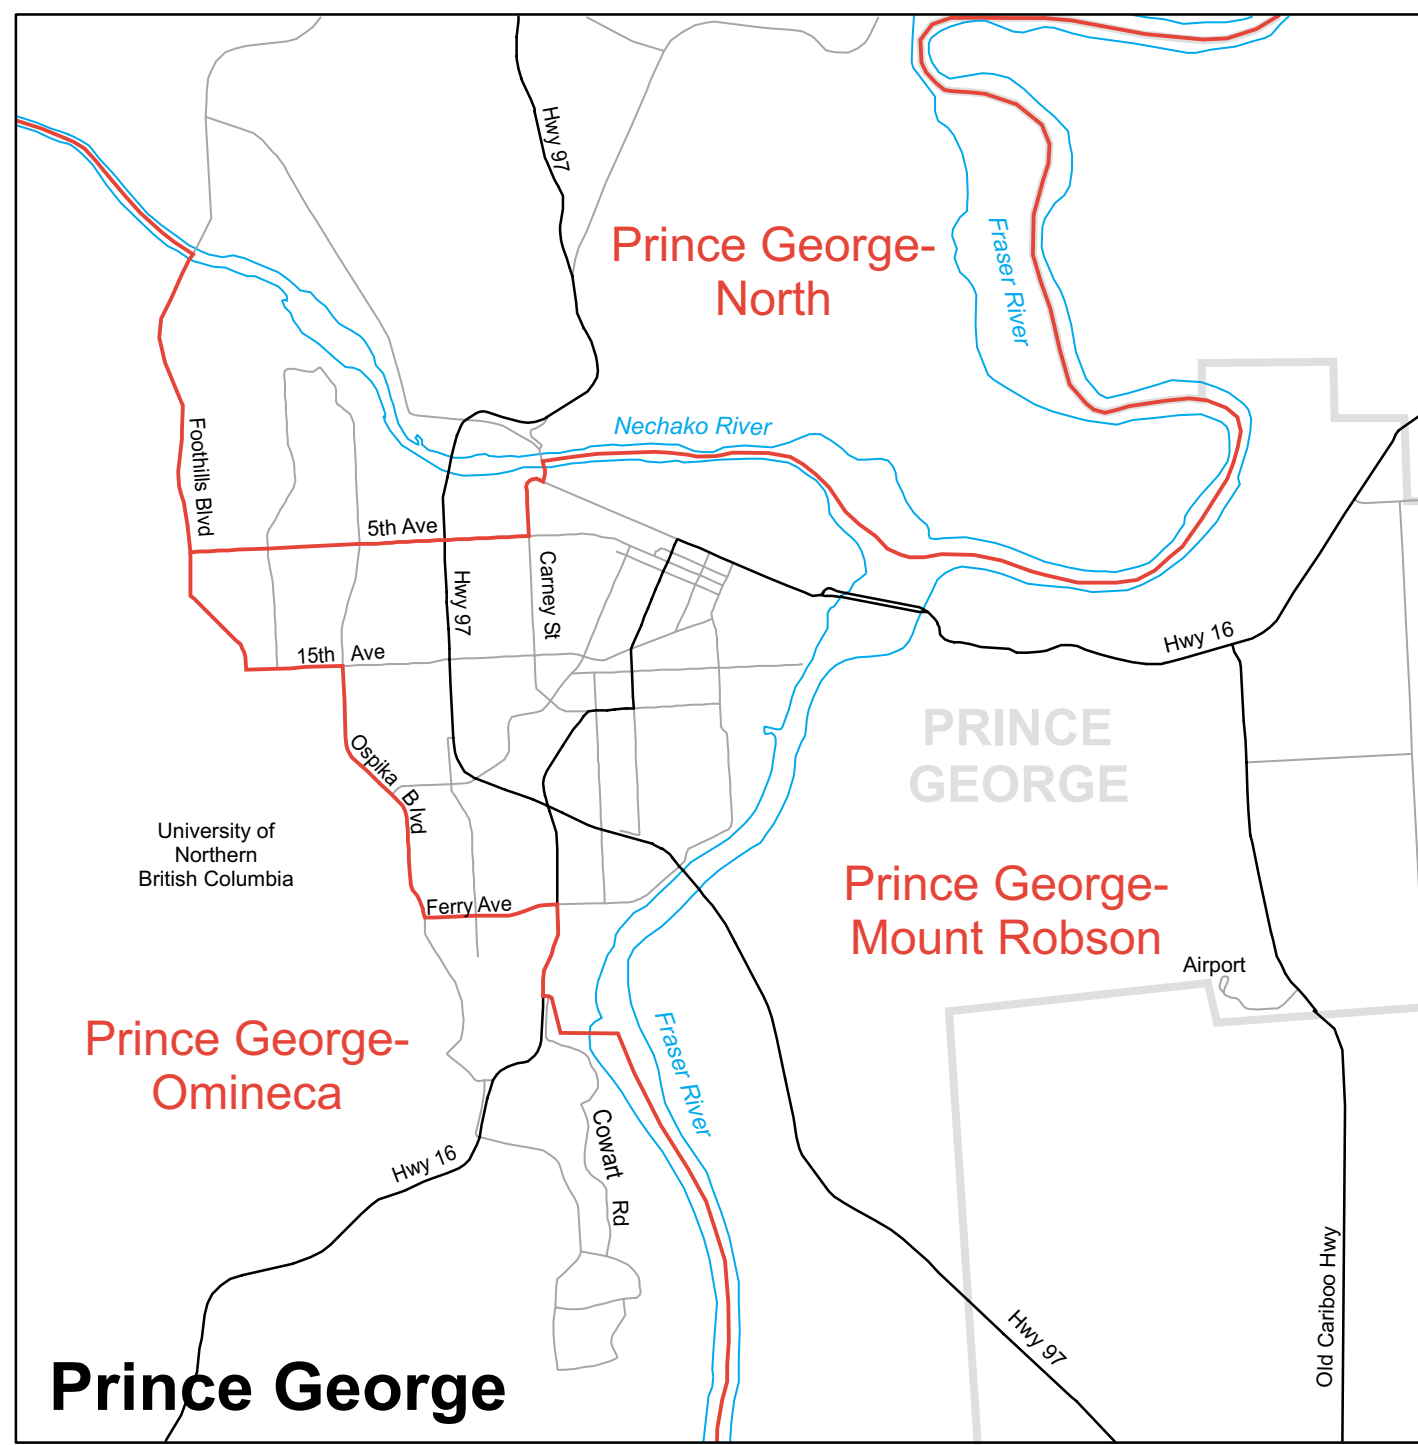 Hwy 97
Prince George-
North
Fraser River
Nechako River
Foothills Blvd
5th Ave
Hwy 97
Carney St
15th Ave
Hwy 16
PRINCE
GEORGE
Ospika Blvd
University of
Northern
British Columbia
Prince George-
Mount Robson
Ferry Ave
Airport
Prince George-
Omineca
Fraser River
Cowart Rd
Hwy 16
Hwy 97
Old Cariboo Hwy
Prince George